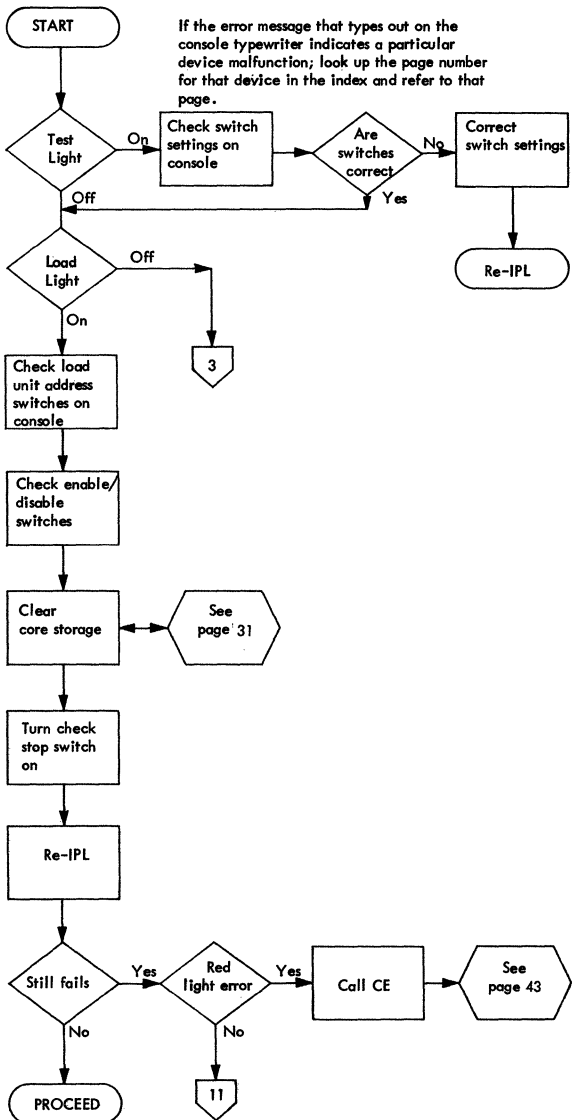 START
If the error message that types out on the
console typewriter indicates a particular
device malfunction; look up the page number
for that device in the index and refer to that
page.
Test
Light
On
Check switch
settings on
console
Are
switches
correct
No
Correct
switch settings
Off
Yes
Re-IPL
Load
Light
Off
On
3
Check load
unit address
switches on
console
Check enable/
disable
switches
Clear
core storage
See
page 31
Turn check
stop switch
on
Re-IPL
Still fails
Yes
Red
light error
Yes
Call CE
See
page 43
No
No
PROCEED
11